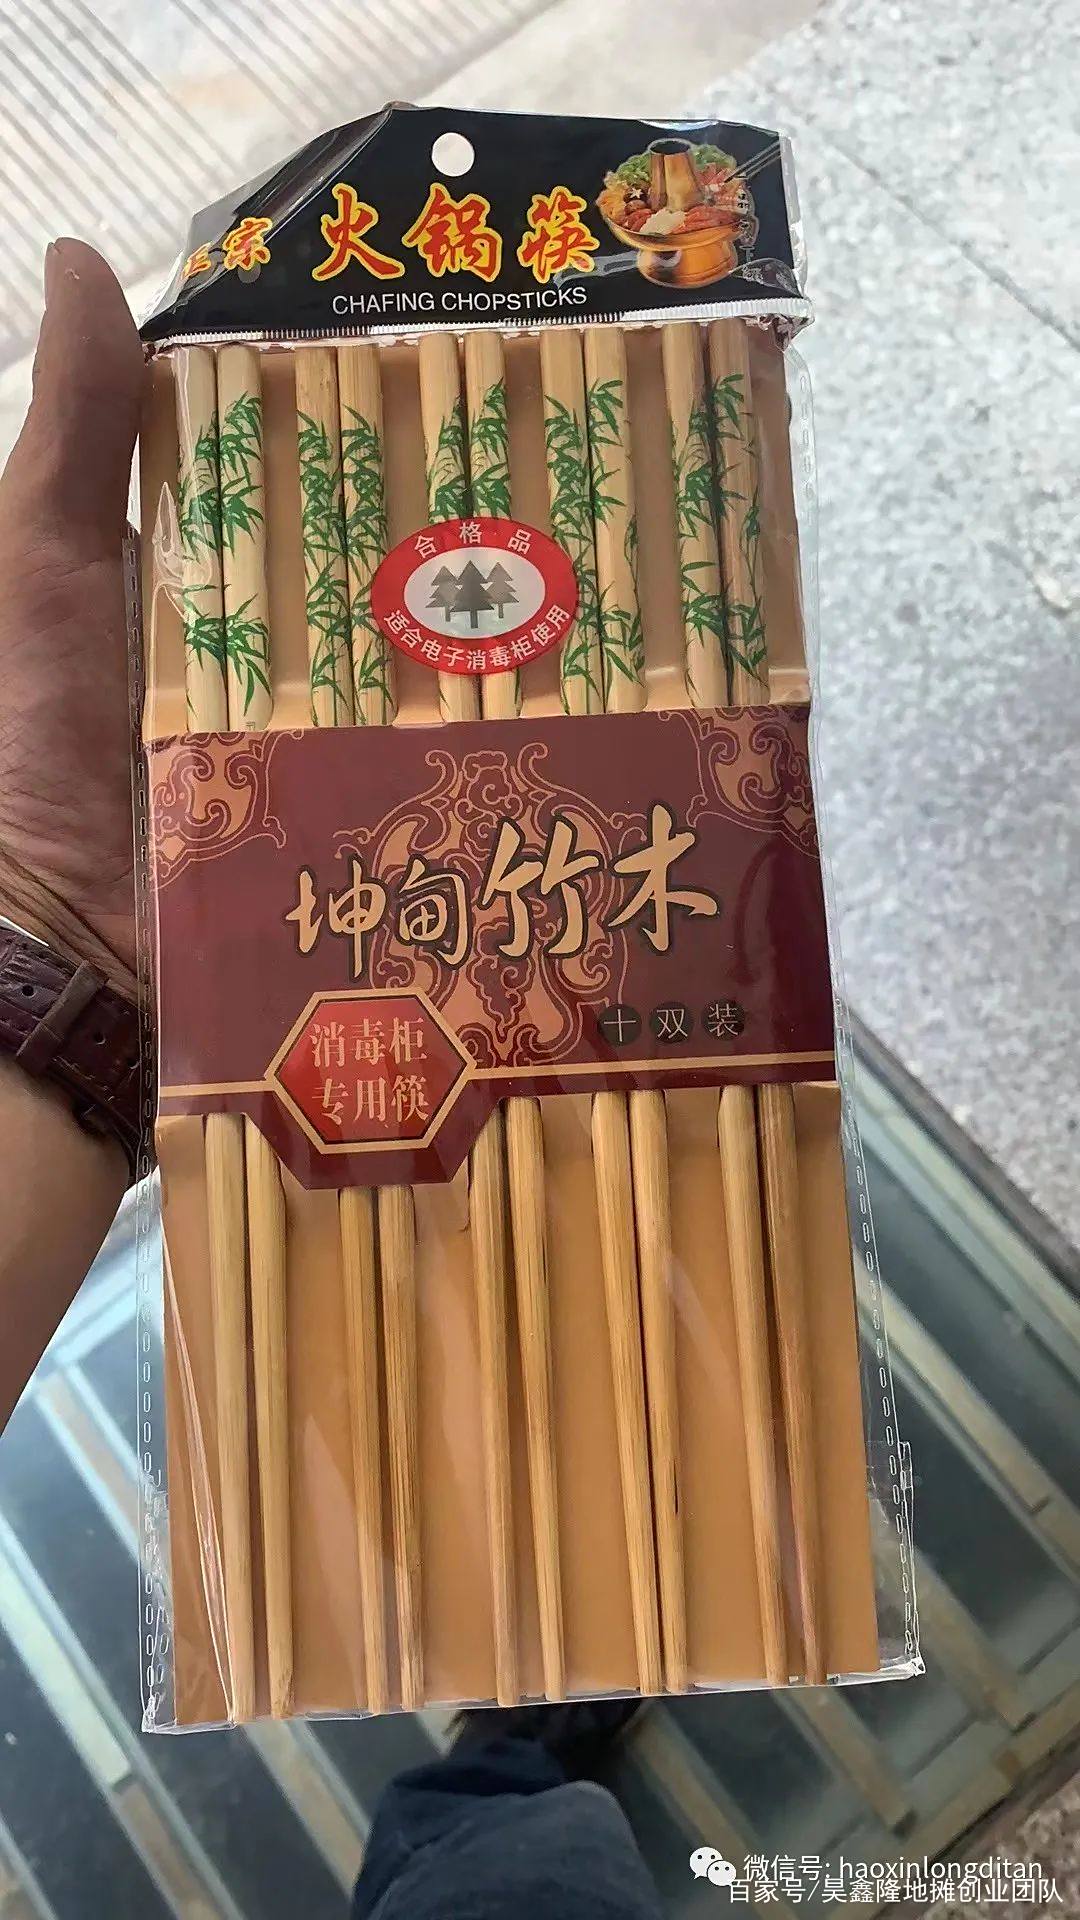 正宗 火锅筷
CHAFING CHOPSTICKS
合格品
适合电子消毒柜使用
坤甸竹木
十双装
消毒柜
专用筷
微信号: haoxinlongditan
百家号/昊鑫隆地摊创业团队